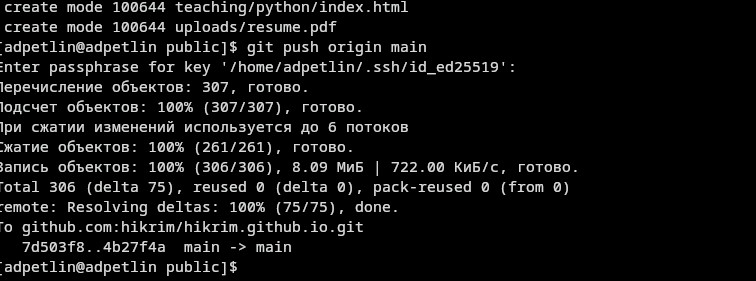 create mode 100644 teaching/python/index.html
create mode 100644 uploads/resume.pdf
[adpetlin@adpetlin public]$ git push origin main
Enter passphrase for key '/home/adpetlin/.ssh/id_ed25519':
Перечисление объектов: 307, готово.
Подсчет объектов: 100% (307/307), готово.
При сжатии изменений используется до 6 потоков
Сжатие объектов: 100% (261/261), готово.
Запись объектов: 100% (306/306), 8.09 МиБ | 722.00 КиБ/с, готово.
Total 306 (delta 75), reused 0 (delta 0), pack-reused 0 (from 0)
remote: Resolving deltas: 100% (75/75), done.
To github.com:hikrim/hikrim.github.io.git
7d503f8..4b27f4a main -> main
[adpetlin@adpetlin public]$